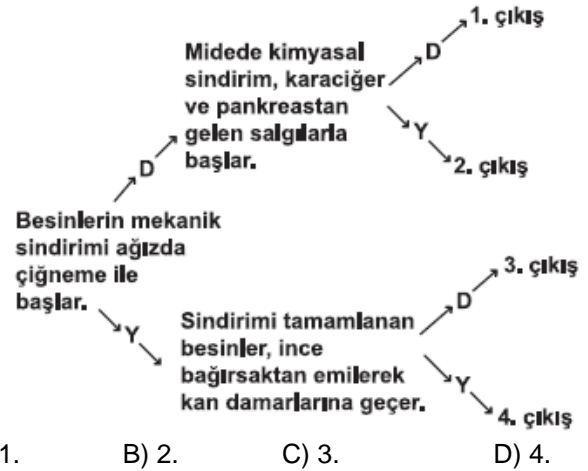 1. çıkış
Midede kimyasal
sindirim, karaciğer
ve pankreastan
gelen salgılarla
başlar.
D
Y
2. çıkış
D
Besinlerin mekanik
sindirimi ağızda
çiğneme ile
başlar.
Y
Sindirimi tamamlanan
besinler, ince
bağırsaktan emilerek
kan damarlarına geçer.
3. çıkış
D
Y
4. çıkış
1. B) 2. C) 3. D) 4.